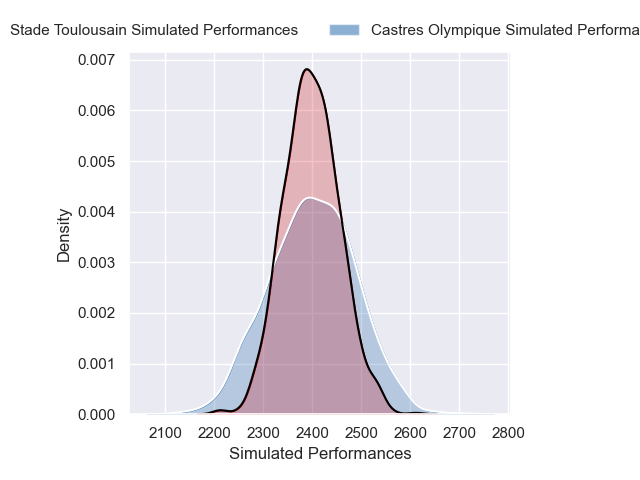 Stade Toulousain Simulated Performances
Castres Olympique Simulated Performa
0.007
0.006
0.005
0.004
0.003
0.002
0.001
0.000
Density
2100 2200 2300 2400 2500 2600 2700 2800
Simulated Performances